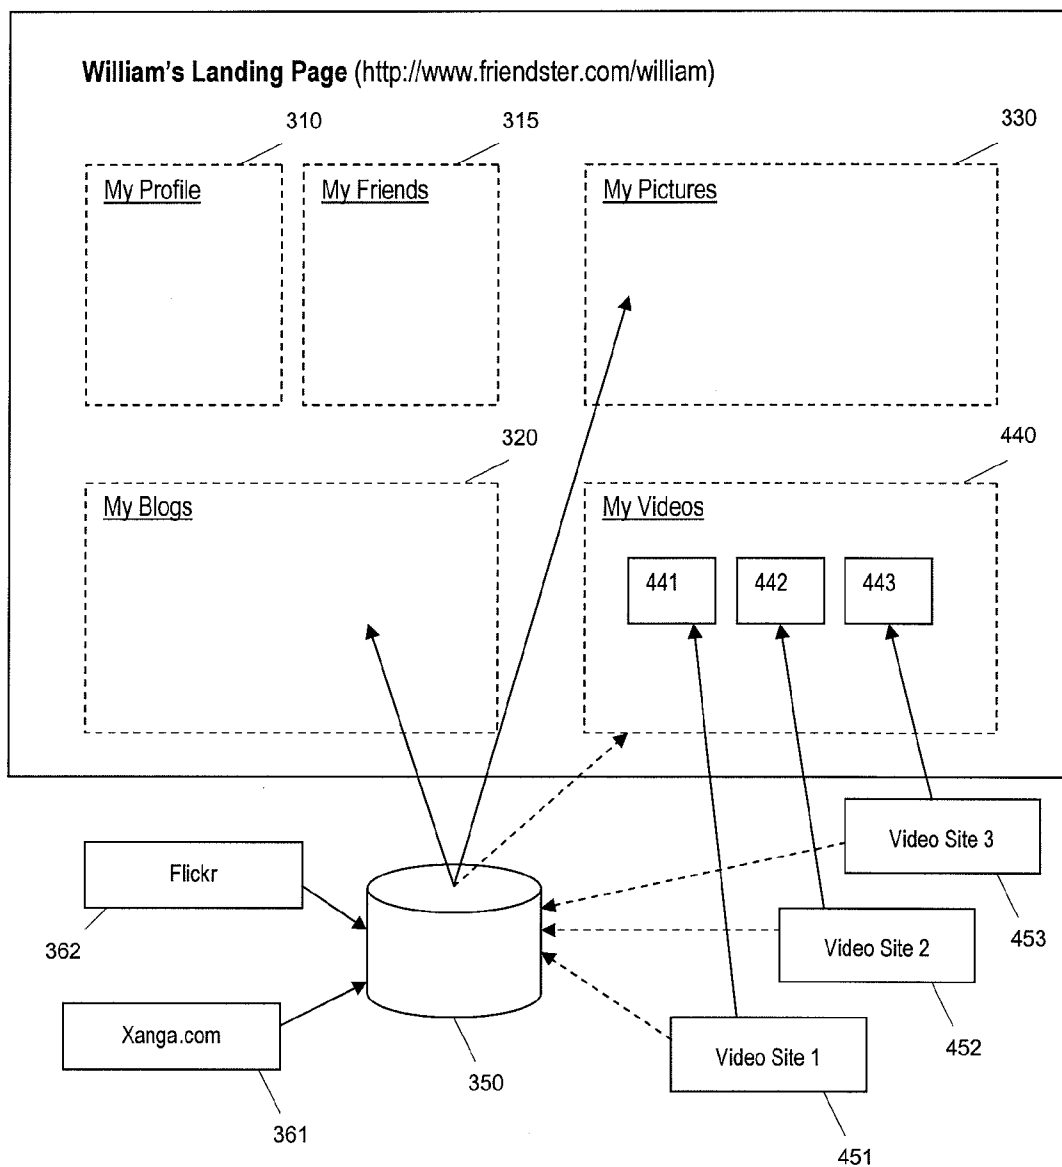 William's Landing Page (http://www.friendster.com/william)
310
315
330
My Profile
My Friends
My Pictures
320
440
My Blogs
My Videos
441
442
443
Video Site 3
Flickr
453
362
Video Site 2
Xanga.com
452
Video Site 1
350
361
451